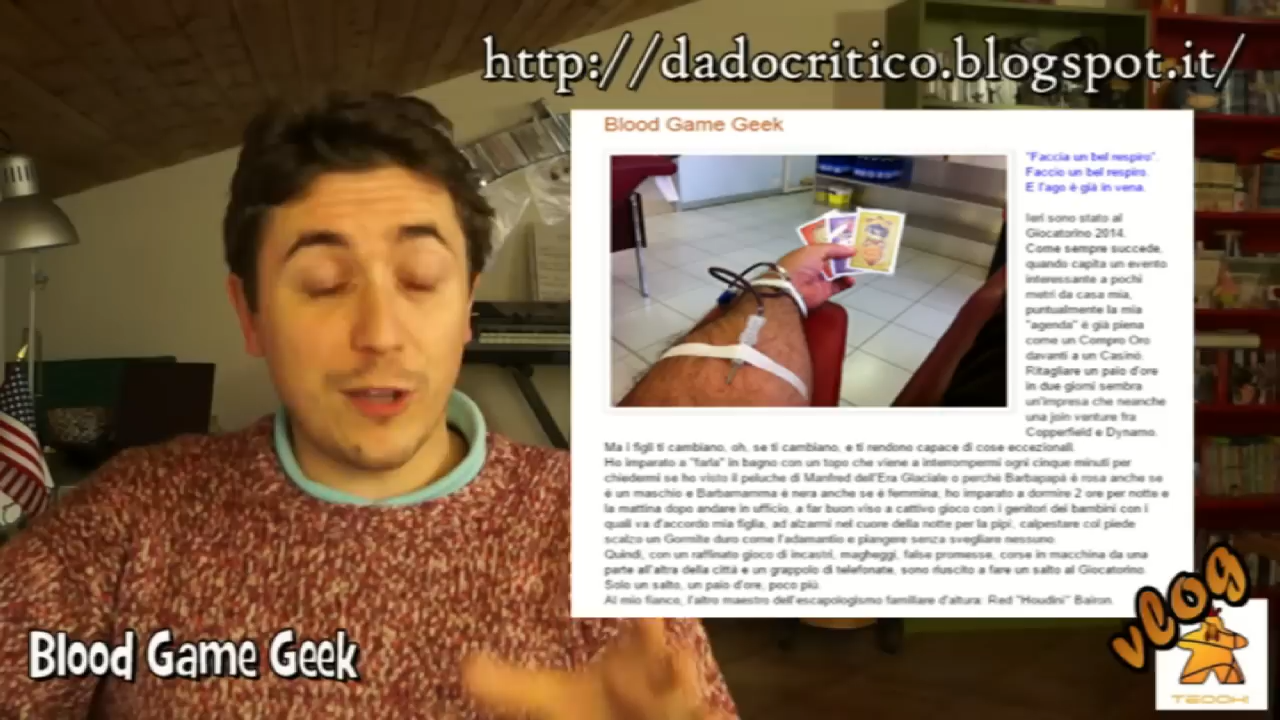 http://dadocritico.blogspot.it/
Blood Game Geek
"Faccia un bel respiro".
Faccio un bel respiro.
E l'ago è già in vena.
Ieri sono stato al
Giocatorino 2014.
Come sempre succede,
quando capita un evento
interessante a pochi
metri da casa mia,
puntualmente la mia
"agenda" è già piena
come un Compro Oro
davanti a un Casinò.
Ritagliare un paio d'ore
in due giorni sembra
un'impresa che neanche
una join venture fra
Copperfield e Dynamo.
Ma i figli ti cambiano, oh, se ti cambiano, e ti rendono capace di cose eccezionali.
Ho imparato a "farla" in bagno con un topo che viene a interrompermi ogni cinque minuti per
chiedermi se ho visto il peluche di Manfred dell'Era Glaciale o perchè Barbapapà è rosa anche se
è un maschio e Barbamamma è nera anche se è femmina, ho imparato a dormire 2 ore per notte e
la mattina dopo andare in ufficio, a far buon viso a cattivo gioco con i genitori dei bambini con i
quali va d'accordo mia figlia, ad alzarmi nel cuore della notte per la pipì, calpestare col piede
scalzo un Gormite duro come l'adamantio e piangere senza svegliare nessuno.
Quindi, con un raffinato gioco di incastri, magheggi, false promesse, corse in macchina da una
parte all'altra della città e un grappolo di telefonate, sono riuscito a fare un salto al Giocatorino.
Solo un salto, un paio d'ore, poco più.
Al mio fianco, l'altro maestro dell'escapologismo familiare d'altura: Red "Houdini" Bairon.
Blood Game Geek
vlog
TEOOH!